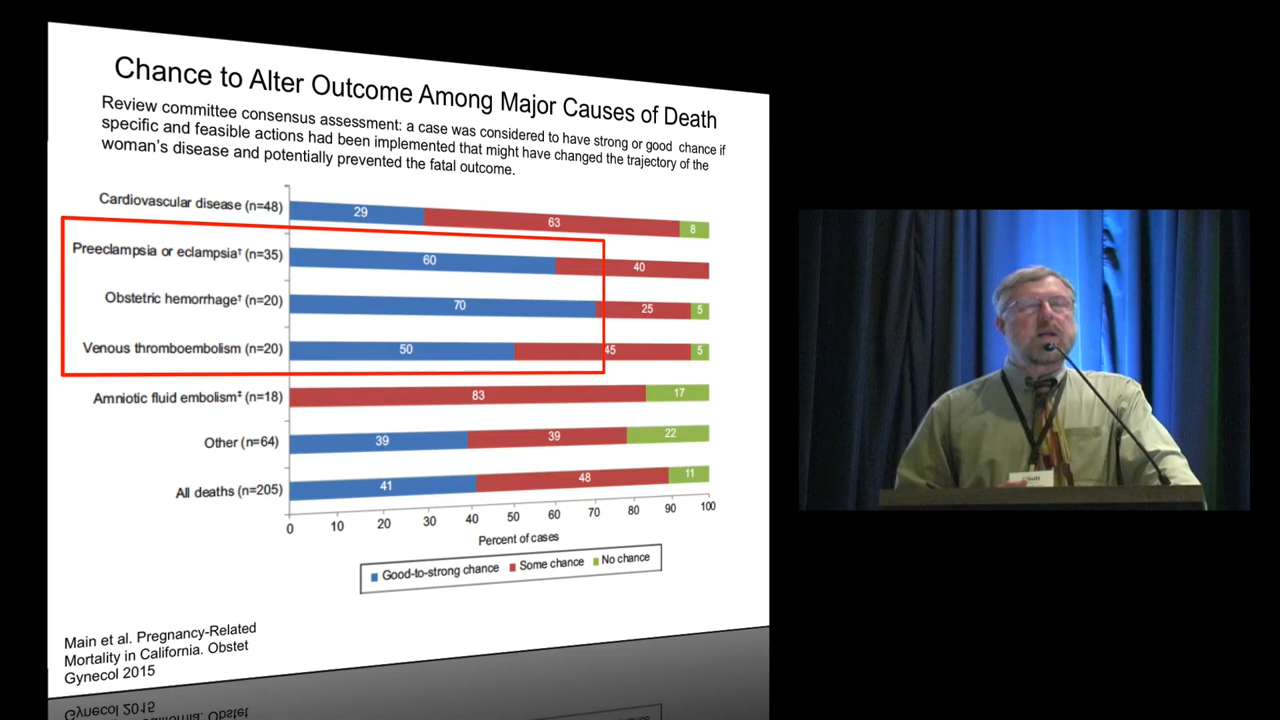 Chance to Alter Outcome Among Major Causes of Death
Review committee consensus assessment: a case was considered to have strong or good chance if
specific and feasible actions had been implemented that might have changed the trajectory of the
woman's disease and potentially prevented the fatal outcome.
Cardiovascular disease (n=48) 29 63 8
Preeclampsia or eclampsia† (n=35) 60 40
Obstetric hemorrhage† (n=20) 70 25 5
Venous thromboembolism (n=20) 50 45 5
Amniotic fluid embolism‡ (n=18) 83 17
Other (n=64) 39 39 22
All deaths (n=205) 41 48 11
0 10 20 30 40 50 60 70 80 90 100
Percent of cases
Good-to-strong chance Some chance No chance
Main et al. Pregnancy-Related
Mortality in California. Obstet
Gynecol 2015